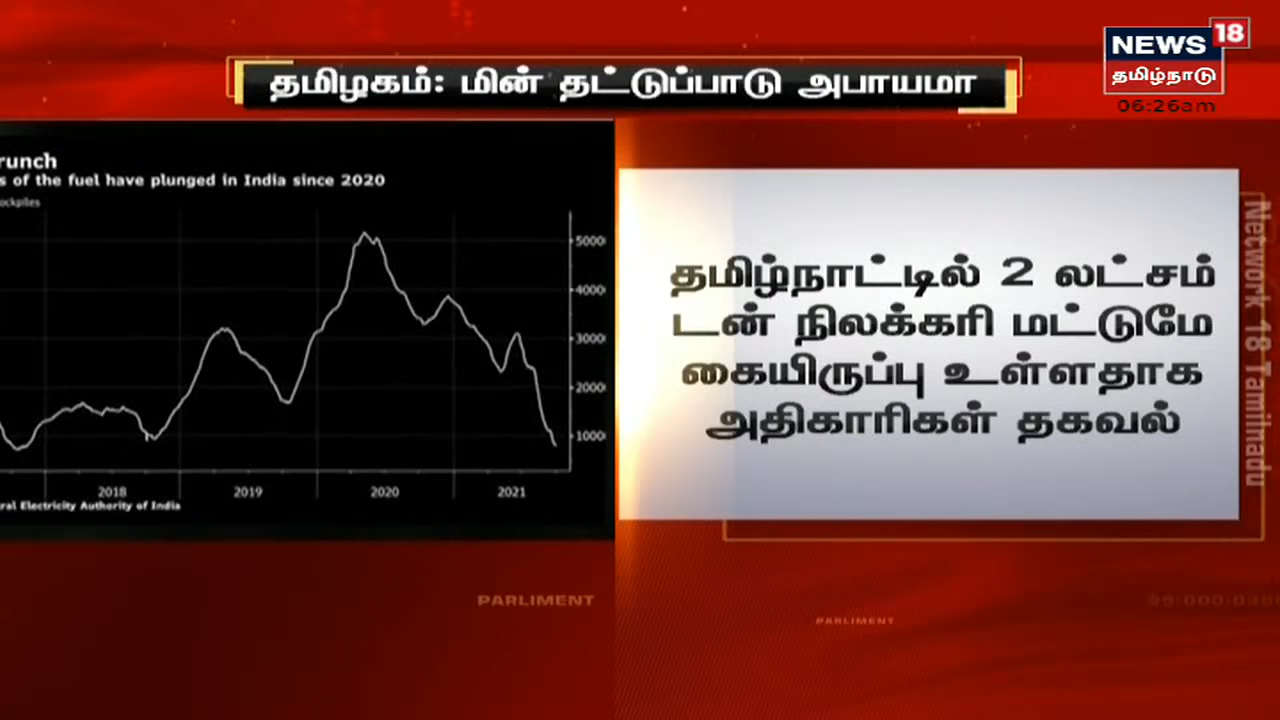 தமிழகம்: மின் தட்டுப்பாடு அபாயமா
NEWS 18
தமிழ்நாடு
06:26am
runch
s of the fuel have plunged in India since 2020
ockpiles
5000
4000
3000
2000
1000
2018 2019 2020 2021
ral Electricity Authority of India
தமிழ்நாட்டில் 2 லட்சம்
டன் நிலக்கரி மட்டுமே
கையிருப்பு உள்ளதாக
அதிகாரிகள் தகவல்
Network 18 Tamilnadu
PARLIMENT
PARLIMENT